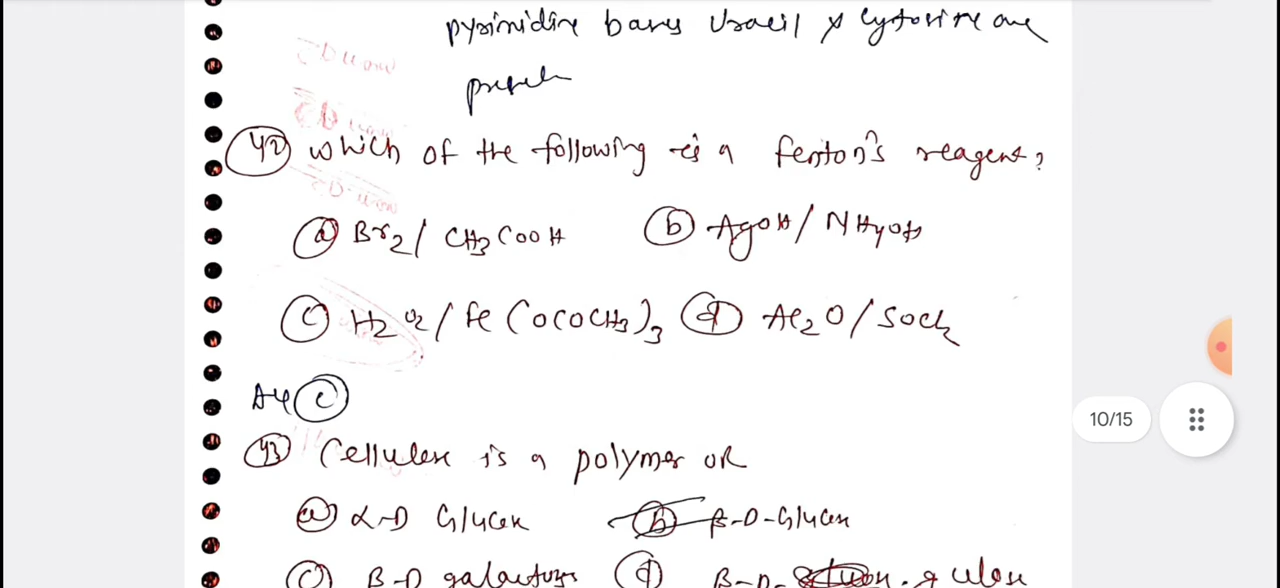 pyrimidine bases Uracil & Cytosine are
present
42) Which of the following is a fenton's reagent?
a) Br2 / CH3COOH b) AgOH / NH4OH
c) H2O2 / Fe(OCOCH3)3 d) Ac2O / SOCl2
c
43) Cellulose is a polymer of
10/15
a) α-D Glucose b) β-D-Glucose
c) β-D galactose d) β-D-